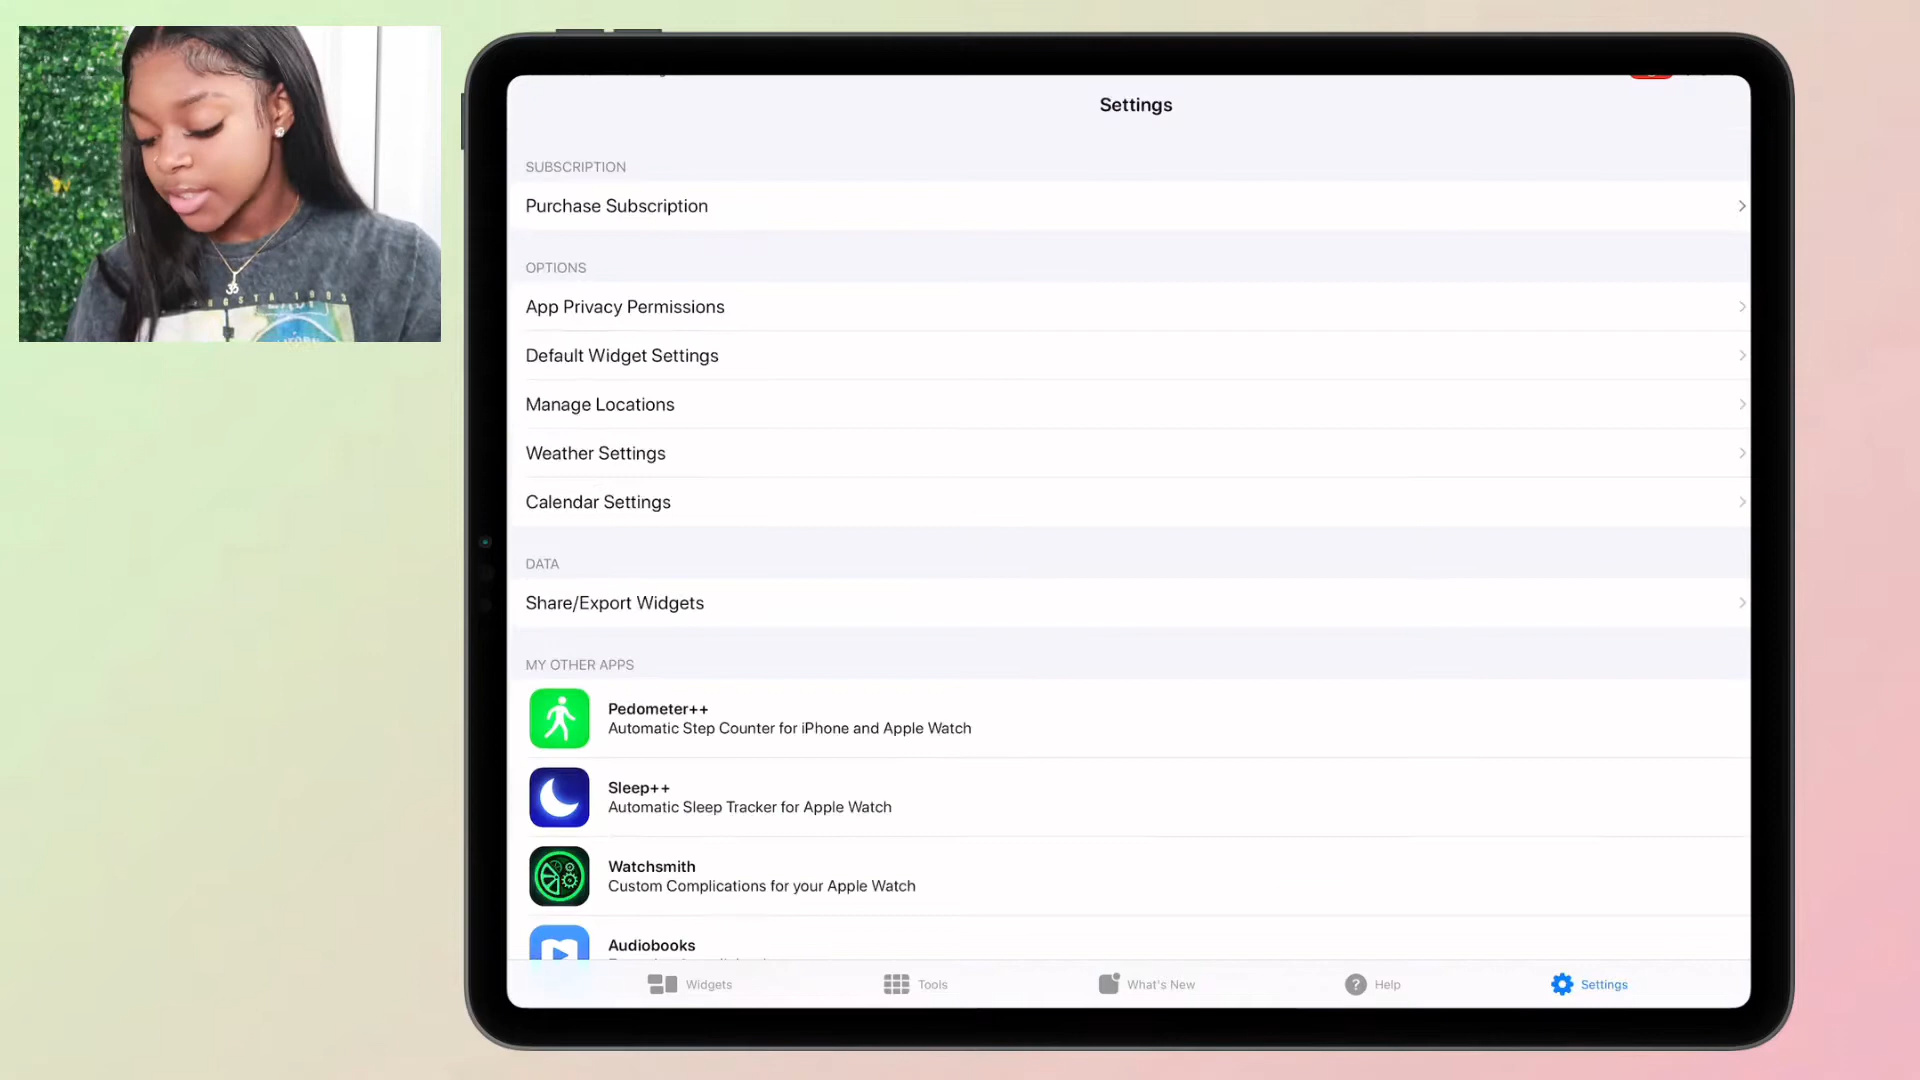 Settings
SUBSCRIPTION
Purchase Subscription
OPTIONS
App Privacy Permissions
Default Widget Settings
Manage Locations
Weather Settings
Calendar Settings
DATA
Share/Export Widgets
MY OTHER APPS
Pedometer++
Automatic Step Counter for iPhone and Apple Watch
Sleep++
Automatic Sleep Tracker for Apple Watch
Watchsmith
Custom Complications for your Apple Watch
Audiobooks
Widgets
Tools
What's New
Help
Settings